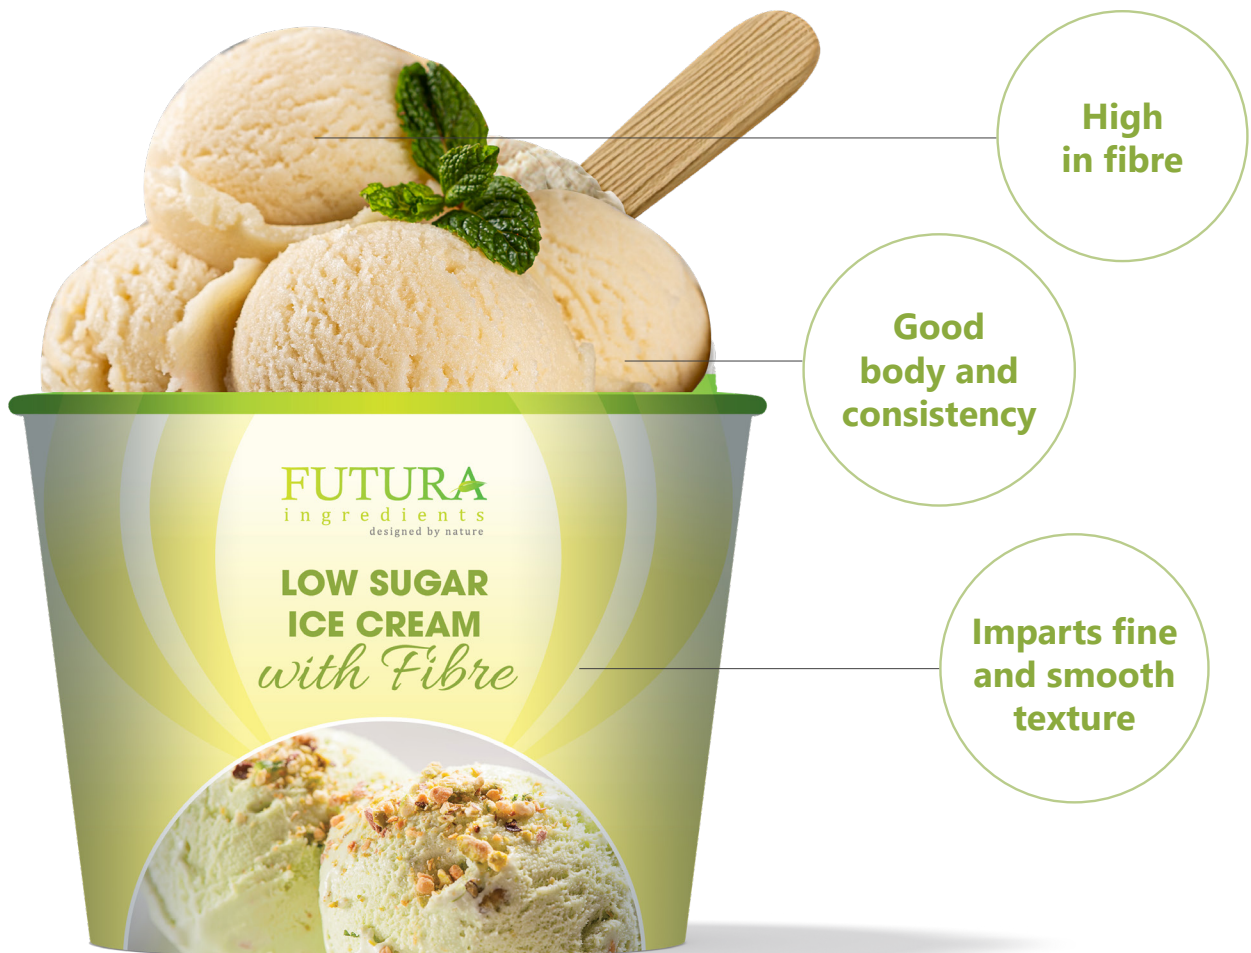 High
in fibre
Good
body and
consistency
FUTURA
ingredients
designed by nature
LOW SUGAR
ICE CREAM
with Fibre
Imparts fine
and smooth
texture